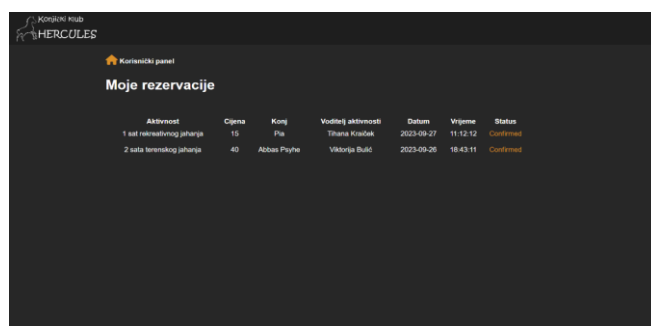 Konjički klub
HERCULES
Korisnički panel
Moje rezervacije
Aktivnost Cijena Konj Voditelj aktivnosti Datum Vrijeme Status
1 sat rekreativnog jahanja 15 Pia Tihana Kraiček 2023-09-27 11:12:12 Confirmed
2 sata terenskog jahanja 40 Abbas Psyhe Viktorija Bulić 2023-09-26 18:43:11 Confirmed